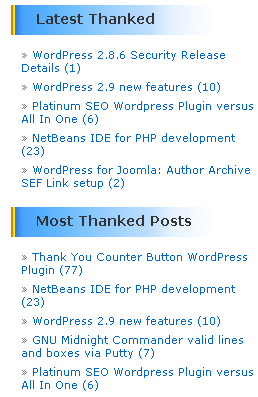 Latest Thanked
» WordPress 2.8.6 Security Release
Details (1)
» WordPress 2.9 new features (10)
» Platinum SEO Wordpress Plugin versus
All In One (6)
» NetBeans IDE for PHP development
(23)
» WordPress for Joomla: Author Archive
SEF Link setup (2)
Most Thanked Posts
» Thank You Counter Button WordPress
Plugin (77)
» NetBeans IDE for PHP development
(23)
» WordPress 2.9 new features (10)
» GNU Midnight Commander valid lines
and boxes via Putty (7)
» Platinum SEO Wordpress Plugin versus
All In One (6)